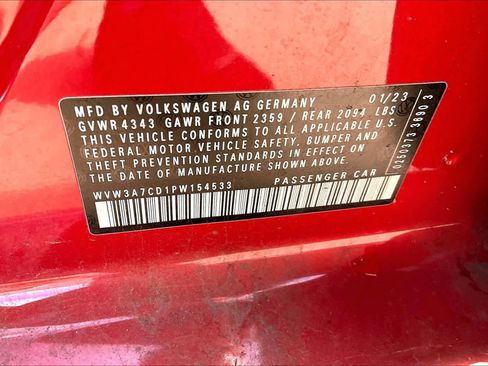 MFD BY VOLKSWAGEN AG GERMANY 01/23
GVWR 4343 GAWR FRONT 2359 / REAR 2094 LBS
THIS VEHICLE CONFORMS TO ALL APPLICABLE U.S.
FEDERAL MOTOR VEHICLE SAFETY, BUMPER AND
THEFT PREVENTION STANDARDS IN EFFECT ON
THE DATE OF MANUFACTURE SHOWN ABOVE.
WVW3A7CD1PW154533 PASSENGER CAR